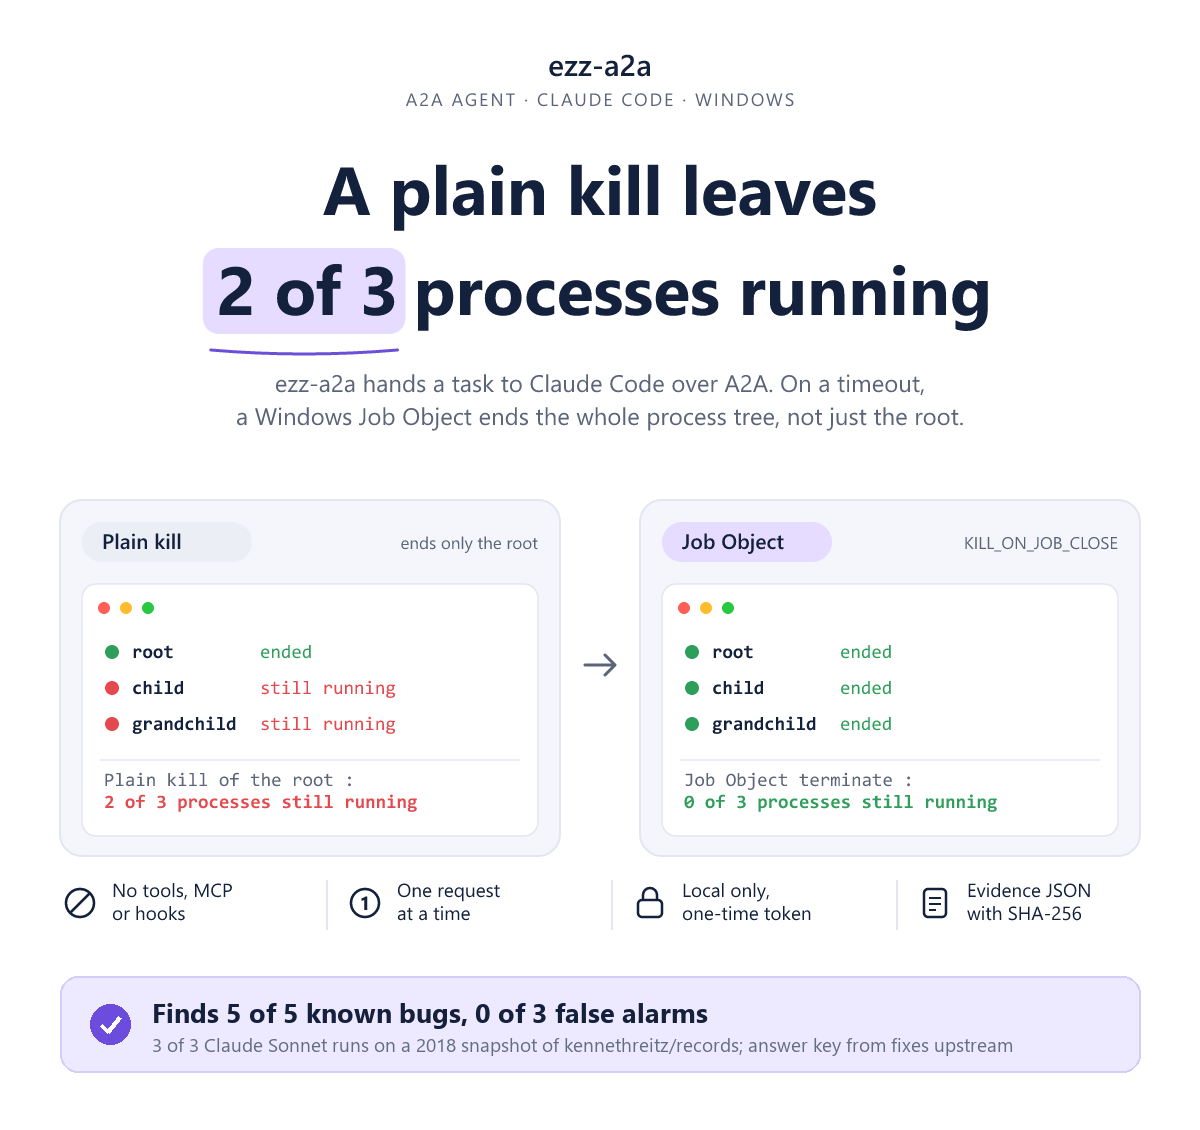 ezz-a2a
A2A AGENT · CLAUDE CODE · WINDOWS
A plain kill leaves
2 of 3 processes running
ezz-a2a hands a task to Claude Code over A2A. On a timeout,
a Windows Job Object ends the whole process tree, not just the root.
Plain kill
ends only the root
root ended
child still running
grandchild still running
Plain kill of the root :
2 of 3 processes still running
Job Object
KILL_ON_JOB_CLOSE
root ended
child ended
grandchild ended
Job Object terminate :
0 of 3 processes still running
No tools, MCP
or hooks
1
One request
at a time
Local only,
one-time token
Evidence JSON
with SHA-256
Finds 5 of 5 known bugs, 0 of 3 false alarms
3 of 3 Claude Sonnet runs on a 2018 snapshot of kennethreitz/records; answer key from fixes upstream